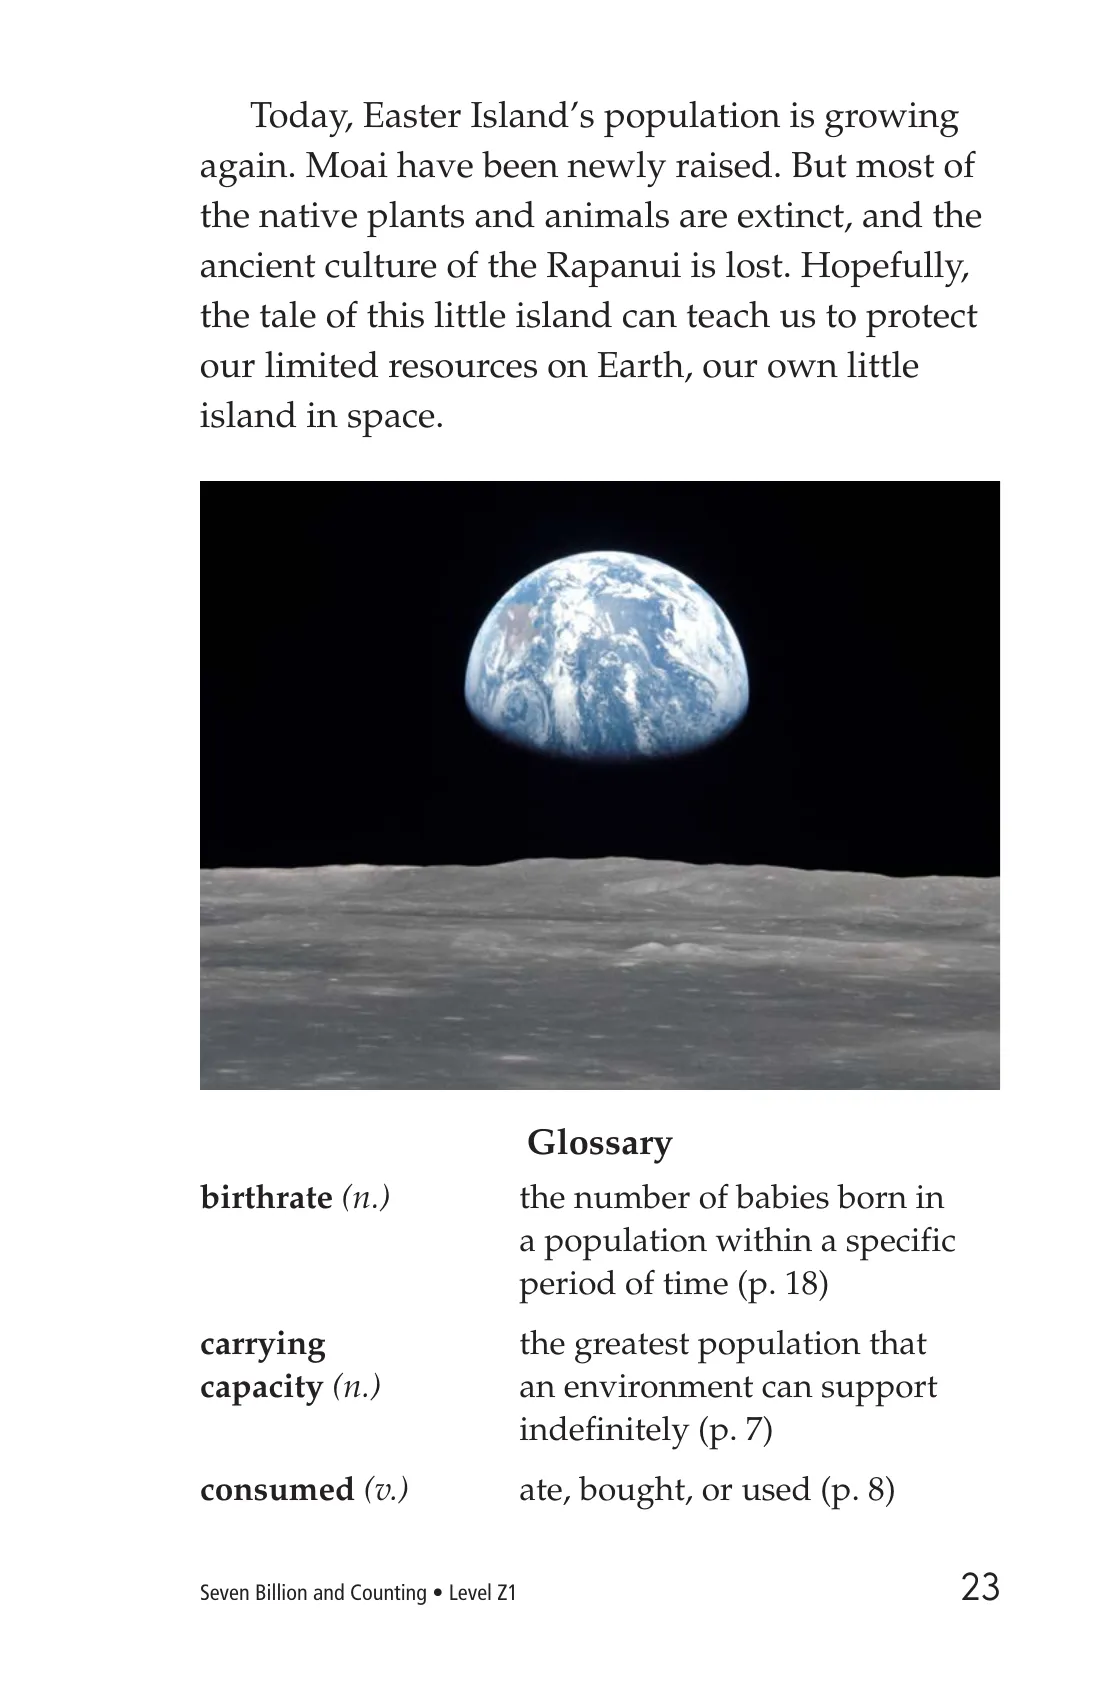 Today, Easter Island’s population is growing
again. Moai have been newly raised. But most of
the native plants and animals are extinct, and the
ancient culture of the Rapanui is lost. Hopefully,
the tale of this little island can teach us to protect
our limited resources on Earth, our own little
island in space.
Glossary
birthrate (n.) the number of babies born in
a population within a specific
period of time (p. 18)
carrying the greatest population that
capacity (n.) an environment can support
indefinitely (p. 7)
consumed (v.) ate, bought, or used (p. 8)
Seven Billion and Counting • Level Z1 23